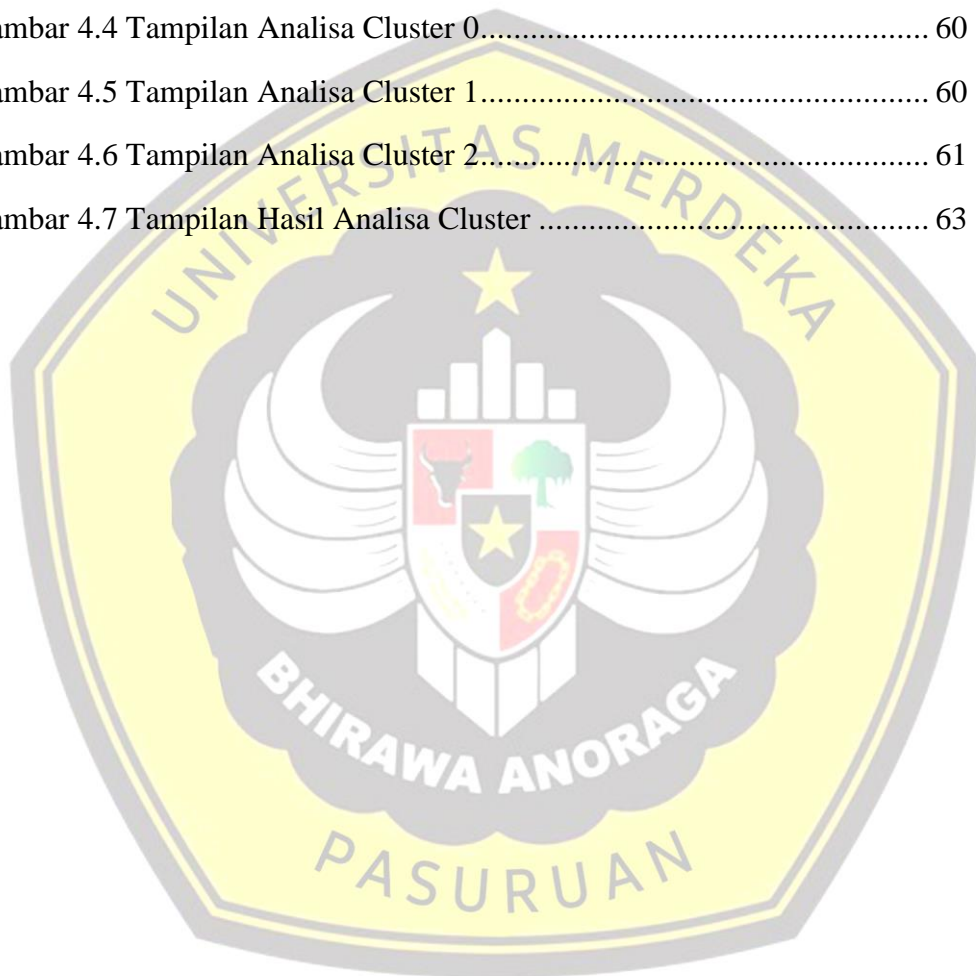 ambar 4.4 Tampilan Analisa Cluster 0...................................................... 60
ambar 4.5 Tampilan Analisa Cluster 1...................................................... 60
ambar 4.6 Tampilan Analisa Cluster 2...................................................... 61
ambar 4.7 Tampilan Hasil Analisa Cluster ............................................... 63
UNIVERSITAS MERDEKA
BHIRAWA ANORAGA
PASURUAN